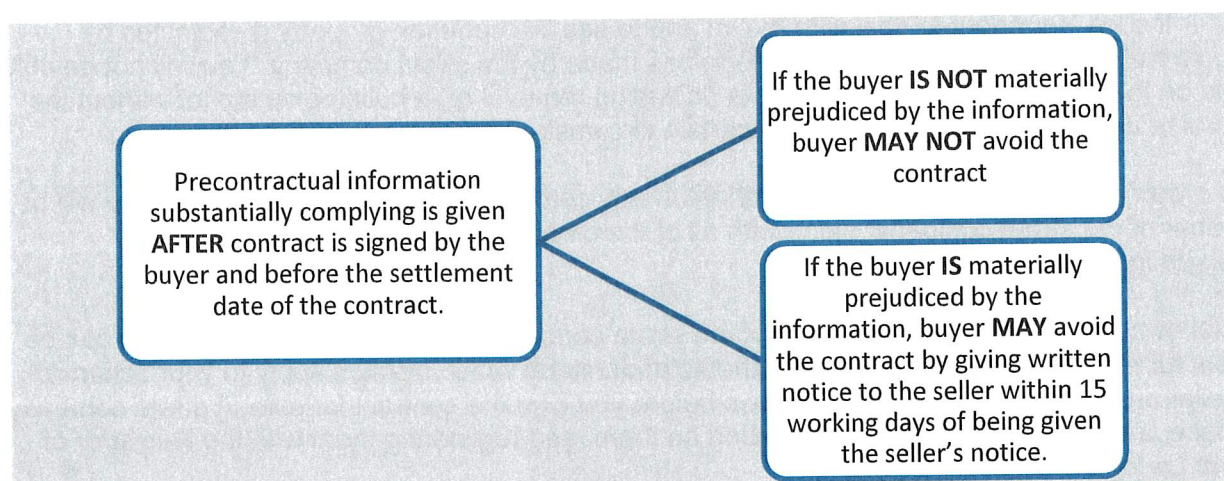 Precontractual information
substantially complying is given
AFTER contract is signed by the
buyer and before the settlement
date of the contract.
If the buyer IS NOT materially
prejudiced by the information,
buyer MAY NOT avoid the
contract
If the buyer IS materially
prejudiced by the
information, buyer MAY avoid
the contract by giving written
notice to the seller within 15
working days of being given
the seller's notice.